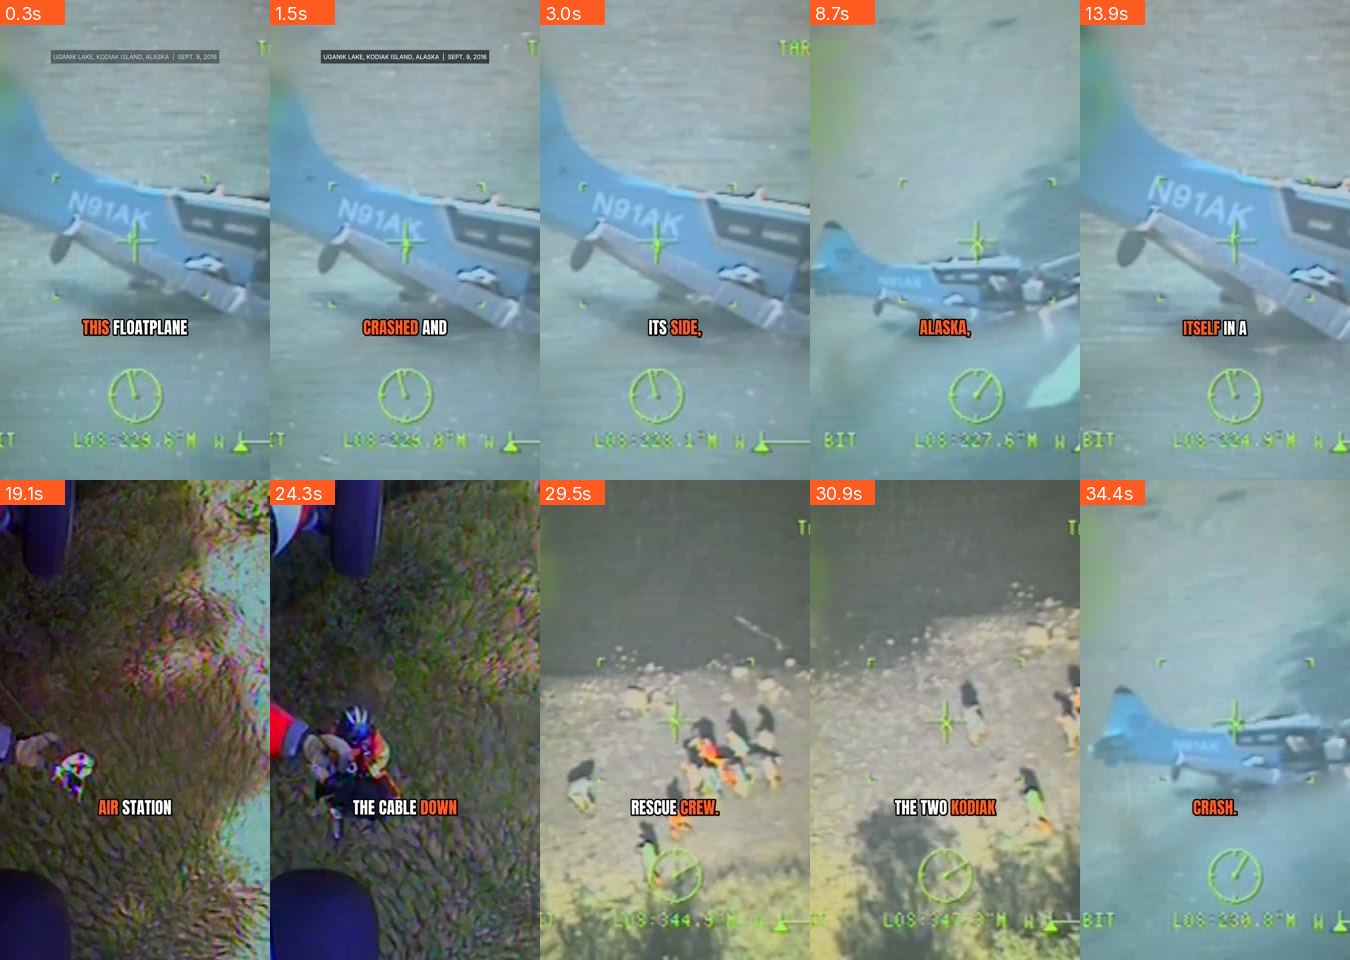 0.3s
UGANIK LAKE, KODIAK ISLAND, ALASKA | SEPT. 9, 2016
N91AK
THIS FLOATPLANE
1.5s
UGANIK LAKE, KODIAK ISLAND, ALASKA | SEPT. 9, 2016
N91AK
CRASHED AND
3.0s
TAR
N91AK
ITS SIDE,
8.7s
N91AK
ALASKA,
BIT
13.9s
N91AK
ITSELF IN A
BIT
19.1s
AIR STATION
24.3s
THE CABLE DOWN
29.5s
RESCUE CREW.
30.9s
THE TWO KODIAK
34.4s
N91AK
CRASH.
BIT